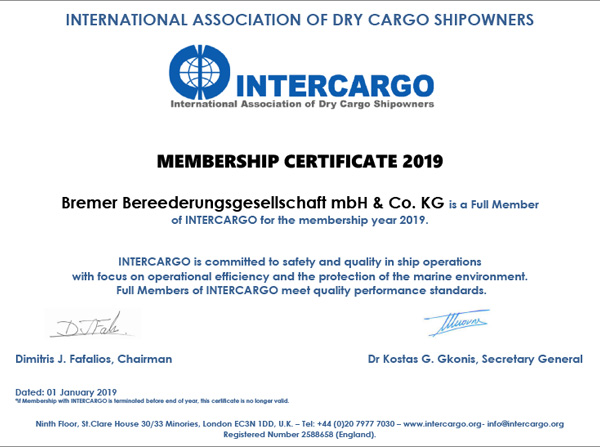 INTERNATIONAL ASSOCIATION OF DRY CARGO SHIPOWNERS
INTERCARGO
International Association of Dry Cargo Shipowners
MEMBERSHIP CERTIFICATE 2019
Bremer Bereederungsgesellschaft mbH & Co. KG is a Full Member
of INTERCARGO for the membership year 2019.
INTERCARGO is committed to safety and quality in ship operations
with focus on operational efficiency and the protection of the marine environment.
Full Members of INTERCARGO meet quality performance standards.
Dimitris J. Fafalios, Chairman
Dr Kostas G. Gkonis, Secretary General
Dated: 01 January 2019
*if Membership with INTERCARGO is terminated before end of year, this certificate is no longer valid.
Ninth Floor, St.Clare House 30/33 Minories, London EC3N 1DD, U.K. – Tel: +44 (0)20 7977 7030 – www.intercargo.org- info@intercargo.org
Registered Number 2588658 (England).